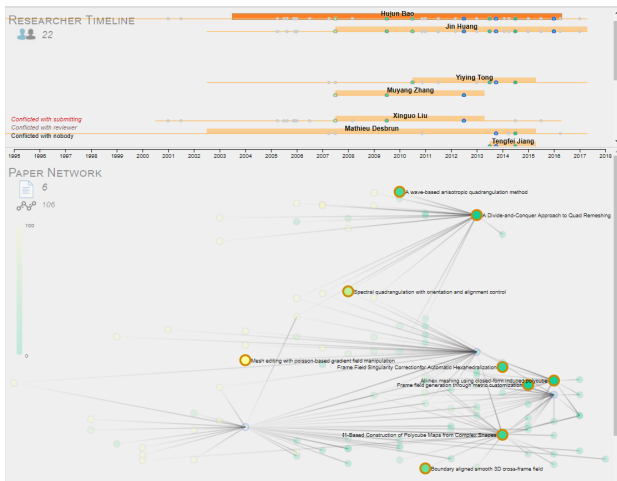 RESEARCHER TIMELINE
22
Hujun Bao
Jin Huang
Yiying Tong
Muyang Zhang
Xinguo Liu
Mathieu Desbrun
Tengfei Jiang
Conflicted with submitting
Conflicted with reviewer
Conflicted with nobody
1995 1996 1997 1998 1999 2000 2001 2002 2003 2004 2005 2006 2007 2008 2009 2010 2011 2012 2013 2014 2015 2016 2017 2018
PAPER NETWORK
6
106
0
A wave-based anisotropic quadrangulation method
A Divide-and-Conquer Approach to Quad Remeshing
Spectral quadrangulation with orientation and alignment control
Mesh editing with poisson-based gradient field manipulation
Frame Field Singularity Correctionfor Automatic Hexahedralization
All-hex meshing using closed-form induced polycube
Frame field generation through metric customization
ℓ1-Based Construction of Polycube Maps from Complex Shapes
Boundary aligned smooth 3D cross-frame field